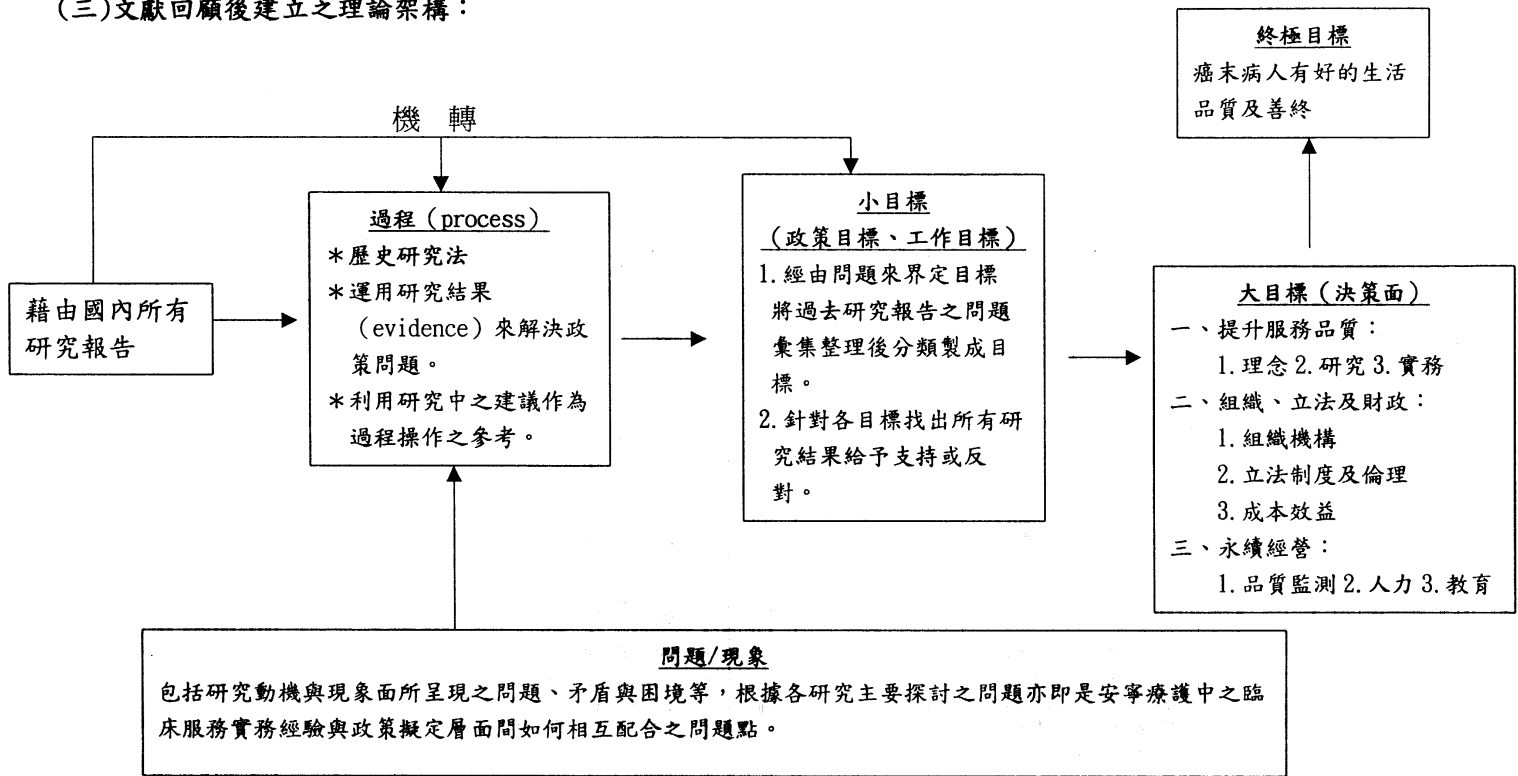 (三)文獻回顧後建立之理論架構：
終極目標
癌末病人有好的生活
品質及善終
機 轉
藉由國內所有
研究報告
過程（process）
＊歷史研究法
＊運用研究結果
（evidence）來解決政
策問題。
＊利用研究中之建議作為
過程操作之參考。
小目標
（政策目標、工作目標）
1.經由問題來界定目標
將過去研究報告之問題
彙集整理後分類製成目
標。
2.針對各目標找出所有研
究結果給予支持或反
對。
大目標（決策面）
一、提升服務品質：
1.理念 2.研究 3.實務
二、組織、立法及財政：
1.組織機構
2.立法制度及倫理
3.成本效益
三、永續經營：
1.品質監測 2.人力 3.教育
問題/現象
包括研究動機與現象面所呈現之問題、矛盾與困境等，根據各研究主要探討之問題亦即是安寧療護中之臨
床服務實務經驗與政策擬定層面間如何相互配合之問題點。